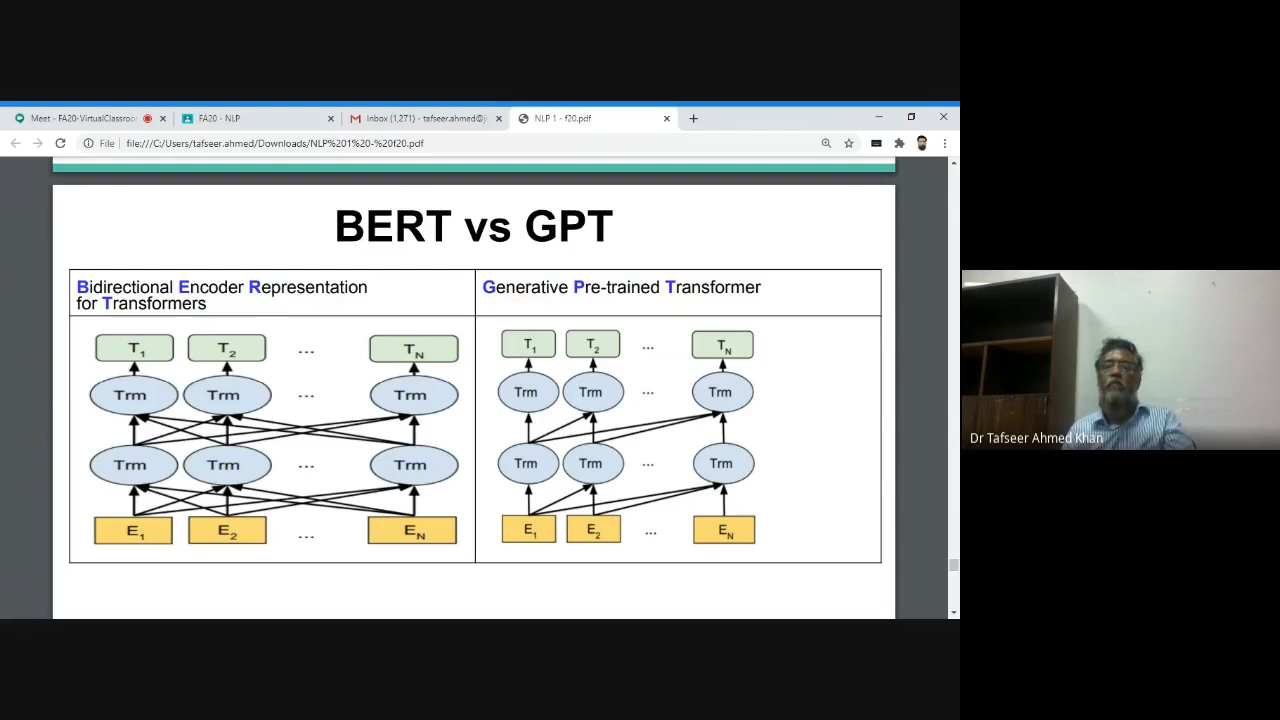 Meet - FA20-VirtualClassroo
FA20 - NLP
Inbox (1,271) - tafseer.ahmed@ji
NLP 1 - f20.pdf
File
file:///C:/Users/tafseer.ahmed/Downloads/NLP%201%20-%20f20.pdf
BERT vs GPT
Bidirectional Encoder Representation
for Transformers
Generative Pre-trained Transformer
T1 T2 ... TN
Trm Trm ... Trm
Trm Trm ... Trm
E1 E2 ... EN
T1 T2 ... TN
Trm Trm ... Trm
Trm Trm ... Trm
E1 E2 ... EN
Dr Tafseer Ahmed Khan